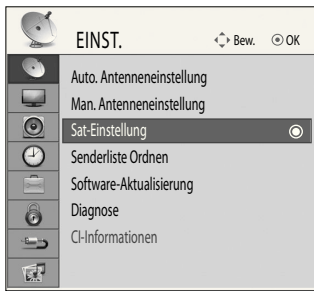 EINST. Bew. OK
Auto. Antenneneinstellung
Man. Antenneneinstellung
Sat-Einstellung
Senderliste Ordnen
Software-Aktualisierung
Diagnose
CI-Informationen